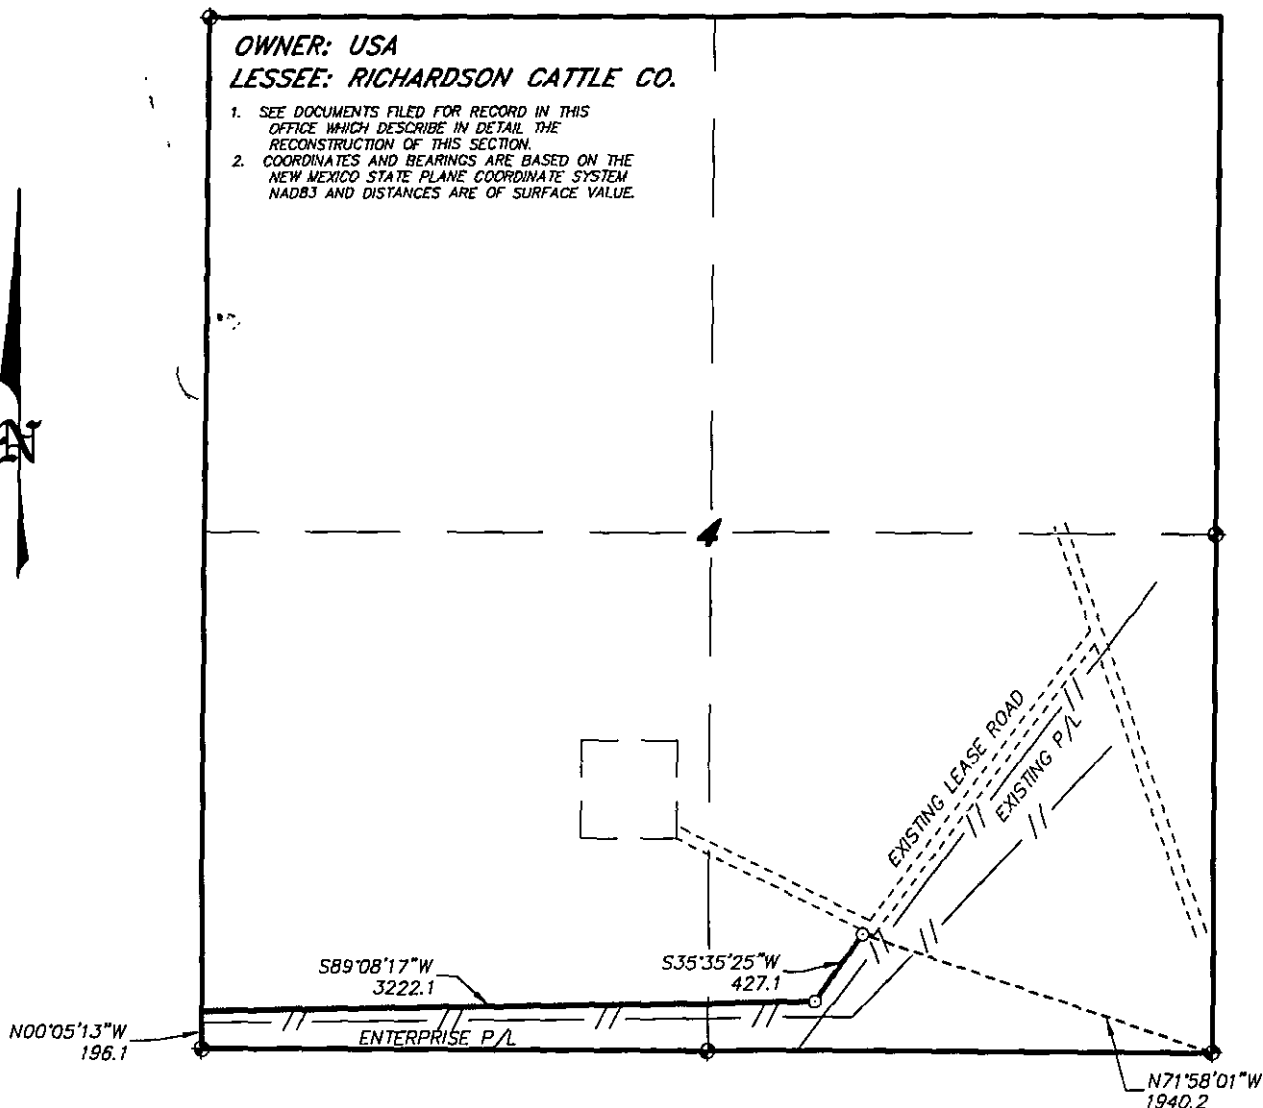 OWNER: USA
LESSEE: RICHARDSON CATTLE CO.
1. SEE DOCUMENTS FILED FOR RECORD IN THIS
OFFICE WHICH DESCRIBE IN DETAIL THE
RECONSTRUCTION OF THIS SECTION.
2. COORDINATES AND BEARINGS ARE BASED ON THE
NEW MEXICO STATE PLANE COORDINATE SYSTEM
NAD83 AND DISTANCES ARE OF SURFACE VALUE.
N
4
EXISTING LEASE ROAD
EXISTING P/L
S89°08'17"W
3222.1
S35°35'25"W
427.1
N00°05'13"W
196.1
ENTERPRISE P/L
N71°58'01"W
1940.2